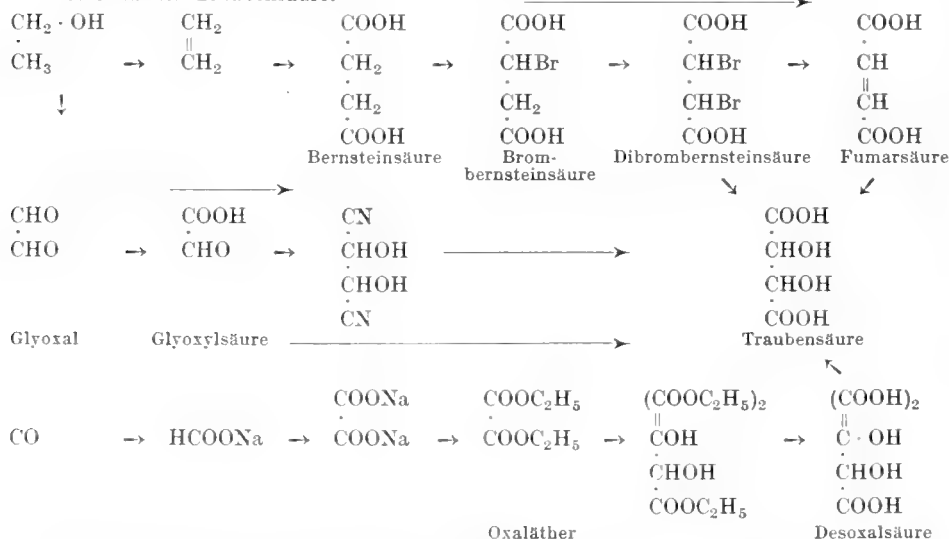 CH₂ · OH CH₂ COOH COOH COOH COOH
CH₃ → CH₂ → CH₂ → CHBr → CHBr → CH
↓ CH₂ CH₂ CHBr CH
COOH COOH COOH COOH
Bernsteinsäure Brom- Dibrombernsteinsäure Fumarsäure
bernsteinsäure
CHO COOH CN COOH
CHO → CHO → CHOH → CHOH
CHOH CHOH
CN COOH
Glyoxal Glyoxylsäure → Traubensäure
COONa COOC₂H₅ (COOC₂H₅)₂ (COOH)₂
CO → HCOONa → COONa → COOC₂H₅ → COH → C · OH
CHOH CHOH
COOC₂H₅ COOH
Oxaläther Desoxalsäure